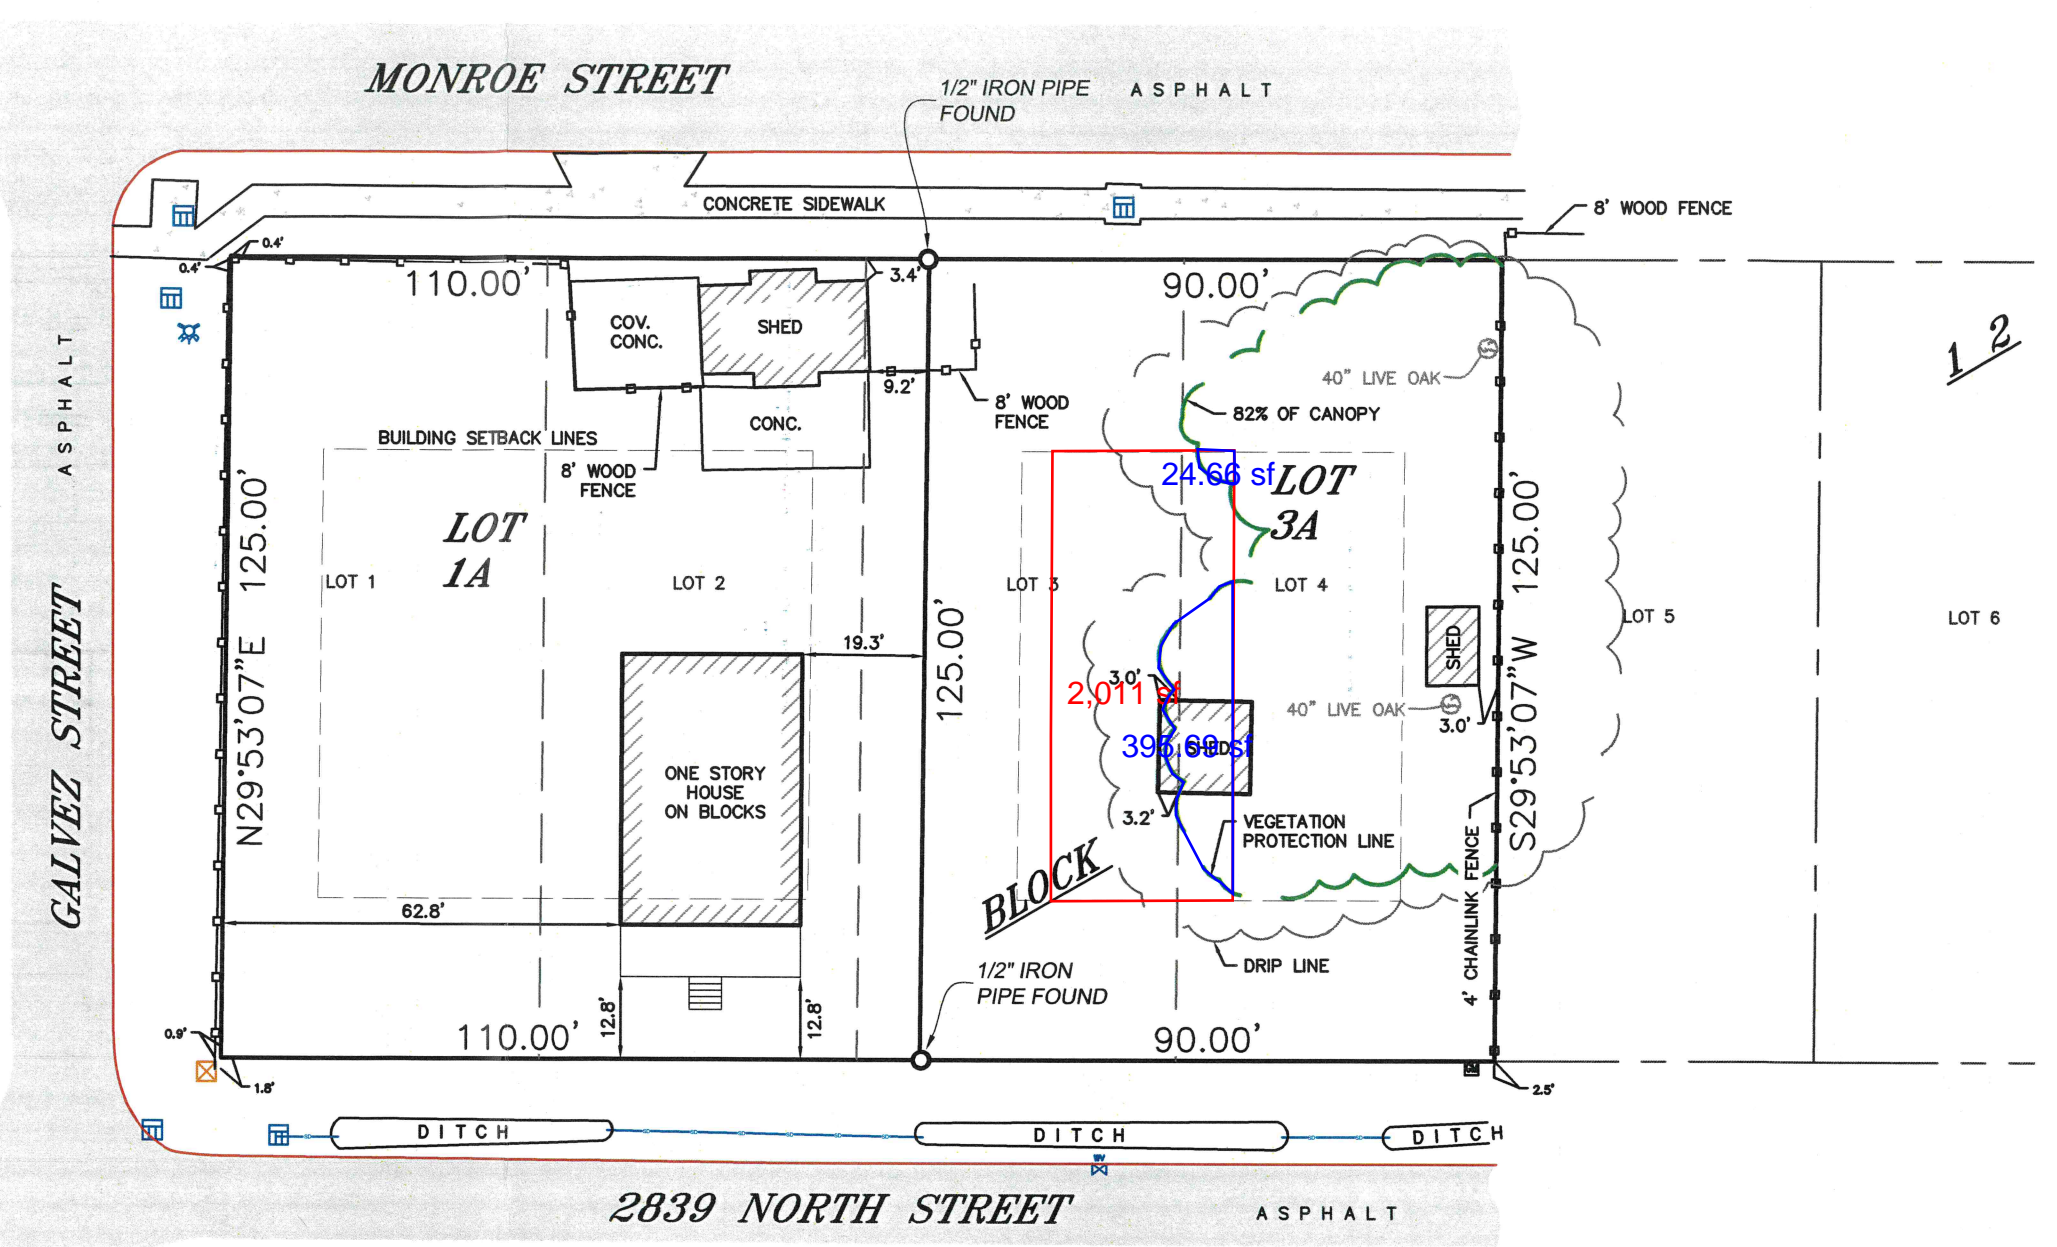 MONROE STREET
1/2" IRON PIPE
FOUND
ASPHALT
CONCRETE SIDEWALK
8' WOOD FENCE
0.4'
0.4'
110.00'
3.4'
90.00'
COV.
CONC.
SHED
12
40" LIVE OAK
9.2'
8' WOOD
FENCE
82% OF CANOPY
CONC.
BUILDING SETBACK LINES
8' WOOD
FENCE
ASPHALT
24.66 sf
LOT
3A
LOT
1A
N29°53'07"E 125.00'
S29°53'07"W 125.00'
LOT 1
LOT 2
LOT 3
LOT 4
LOT 5
LOT 6
125.00'
19.3'
SHED
3.0'
2,011 sf
40" LIVE OAK
3.0'
395.69 sf
SHED
GALVEZ STREET
ONE STORY
HOUSE
ON BLOCKS
3.2'
VEGETATION
PROTECTION LINE
BLOCK
4' CHAINLINK FENCE
62.8'
DRIP LINE
1/2" IRON
PIPE FOUND
12.8'
12.8'
0.9'
110.00'
90.00'
1.8'
2.5'
DITCH
DITCH
DITCH
WV
2839 NORTH STREET
ASPHALT